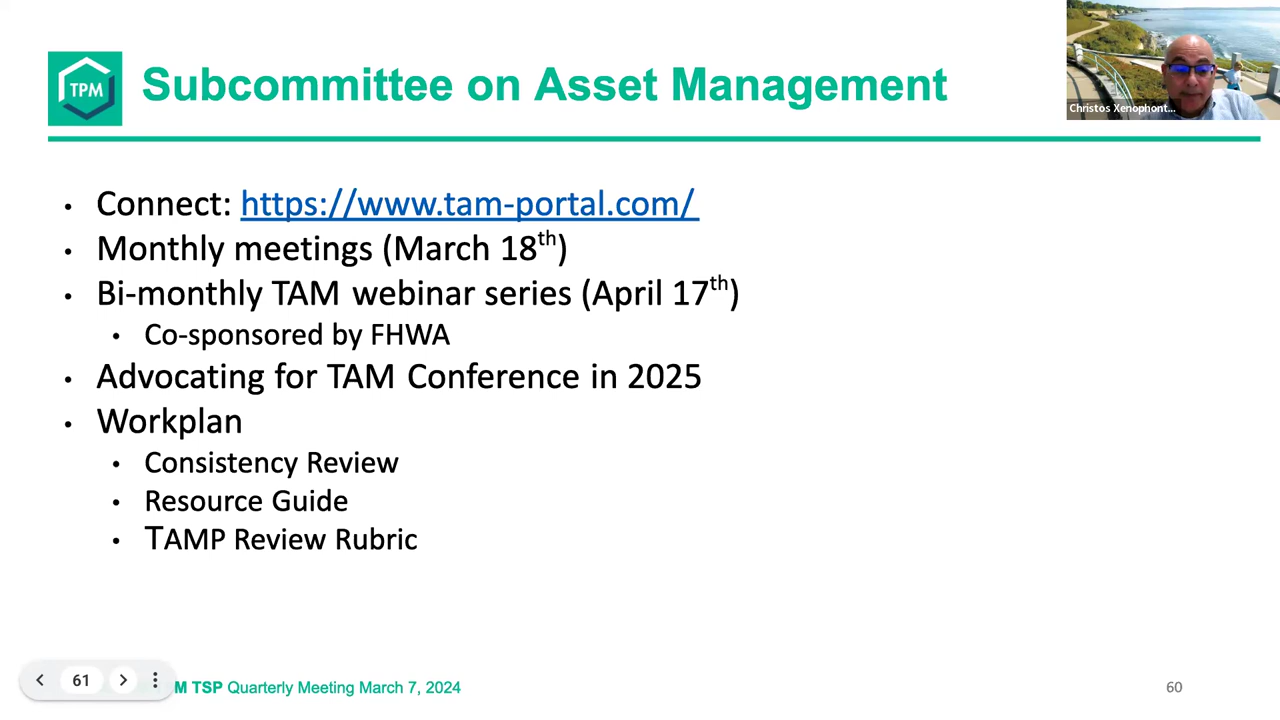 TPM
Subcommittee on Asset Management
Christos Xenophont...
• Connect: https://www.tam-portal.com/
• Monthly meetings (March 18th)
• Bi-monthly TAM webinar series (April 17th)
• Co-sponsored by FHWA
• Advocating for TAM Conference in 2025
• Workplan
• Consistency Review
• Resource Guide
• TAMP Review Rubric
61
M TSP Quarterly Meeting March 7, 2024
60